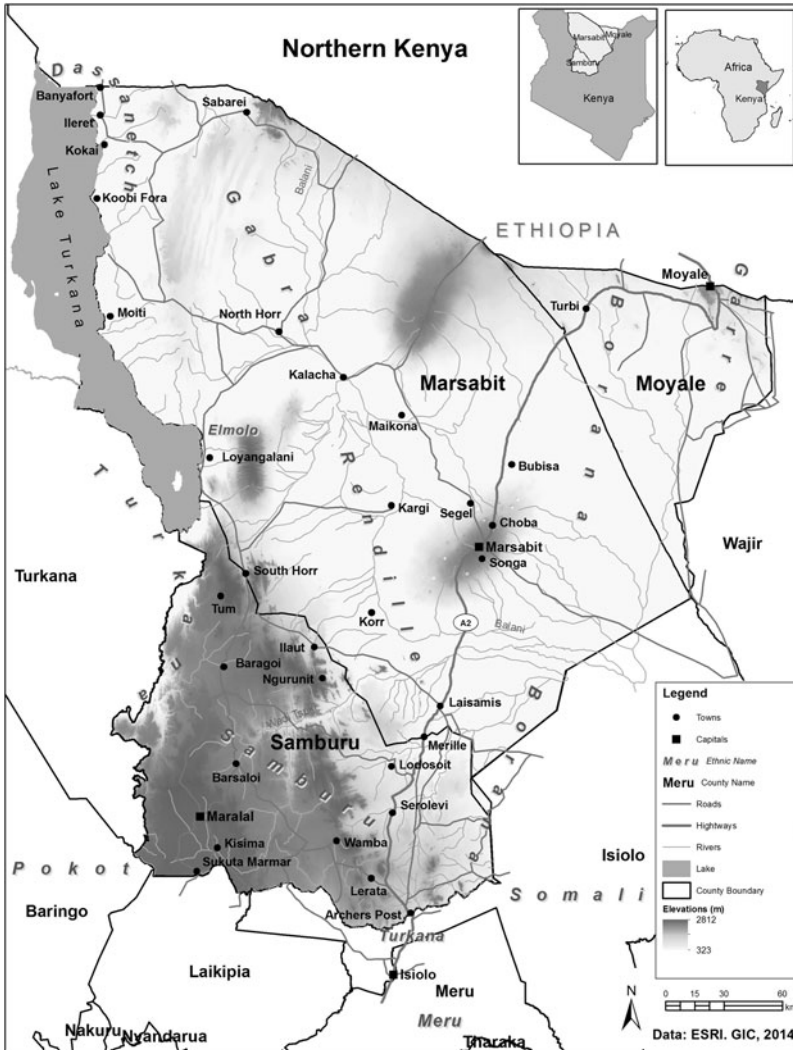 Northern Kenya
Marsabit
Moyale
Samburu
Kenya
Africa
Kenya
Dassanetch
Banyafort
Ileret
Kokai
Koobi Fora
Sabarei
Balani
Gabra
Lake Turkana
ETHIOPIA
Moyale
Garre
Turbi
Borana
Moiti
North Horr
Kalacha
Marsabit
Moyale
Maikona
Elmolo
Loyangalani
Rendille
Bubisa
Kargi
Segel
Choba
Marsabit
Songa
Wajir
Turkana
Turkana
South Horr
Tum
Korr
A2
Balani
Ilaut
Baragoi
Ngurunit
Laisamis
Borana
Samburu
Samburu
Merille
Lodosoit
Barsaloi
Serolevi
Maralal
Kisima
Wamba
Sukuta Marmar
Lerata
Archers Post
Pokot
Baringo
Isiolo
Somali
Turkana
Laikipia
Isiolo
Meru
Meru
Nakuru
Nyandarua
Tharaka
Legend
Towns
Capitals
Meru Ethnic Name
Meru County Name
Roads
Hightways
Rivers
Lake
County Boundary
Elevations (m)
2812
323
N
0 15 30 60
km
Data: ESRI. GIC, 2014